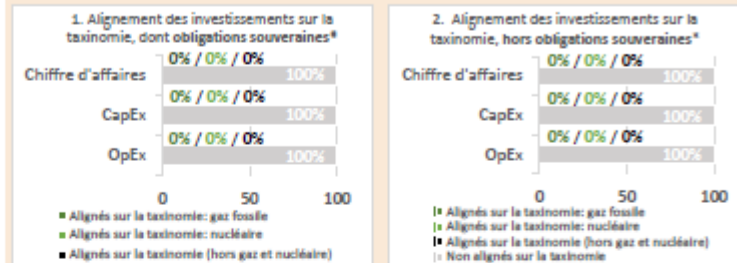 1. Alignement des investissements sur la
taxinomie, dont obligations souveraines*
0% / 0% / 0%
Chiffre d'affaires
100%
0% / 0% / 0%
CapEx
100%
0% / 0% / 0%
OpEx
100%
0 50 100
Alignés sur la taxinomie: gaz fossile
Alignés sur la taxinomie: nucléaire
Alignés sur la taxinomie (hors gaz et nucléaire)
2. Alignement des investissements sur la
taxinomie, hors obligations souveraines*
0% / 0% / 0%
Chiffre d'affaires
100%
0% / 0% / 0%
CapEx
100%
0% / 0% / 0%
OpEx
100%
0 50 100
Alignés sur la taxinomie: gaz fossile
Alignés sur la taxinomie: nucléaire
Alignés sur la taxinomie (hors gaz et nucléaire)
Non alignés sur la taxinomie